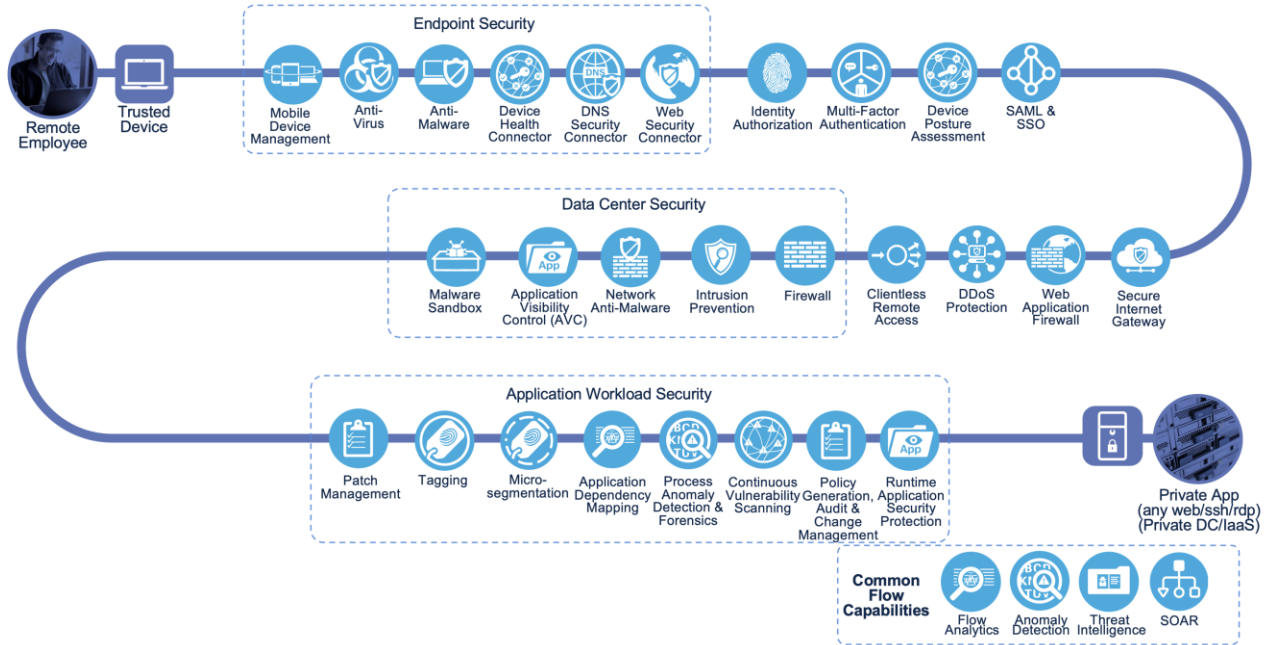 Endpoint Security
Remote
Employee
Trusted
Device
Mobile
Device
Management
Anti-
Virus
Anti-
Malware
Device
Health
Connector
DNS
DNS
Security
Connector
Web
Security
Connector
Identity
Authorization
Multi-Factor
Authentication
Device
Posture
Assessment
SAML &
SSO
Data Center Security
Malware
Sandbox
App
Application
Visibility
Control (AVC)
Network
Anti-Malware
Intrusion
Prevention
Firewall
Clientless
Remote
Access
DDoS
Protection
Web
Application
Firewall
Secure
Internet
Gateway
Application Workload Security
Patch
Management
Tagging
Micro-
segmentation
Application
Dependency
Mapping
Process
Anomaly
Detection &
Forensics
Continuous
Vulnerability
Scanning
Policy
Generation,
Audit &
Change
Management
App
Runtime
Application
Security
Protection
Private App
(any web/ssh/rdp)
(Private DC/IaaS)
Common
Flow
Capabilities
Flow
Analytics
Anomaly
Detection
Threat
Intelligence
SOAR